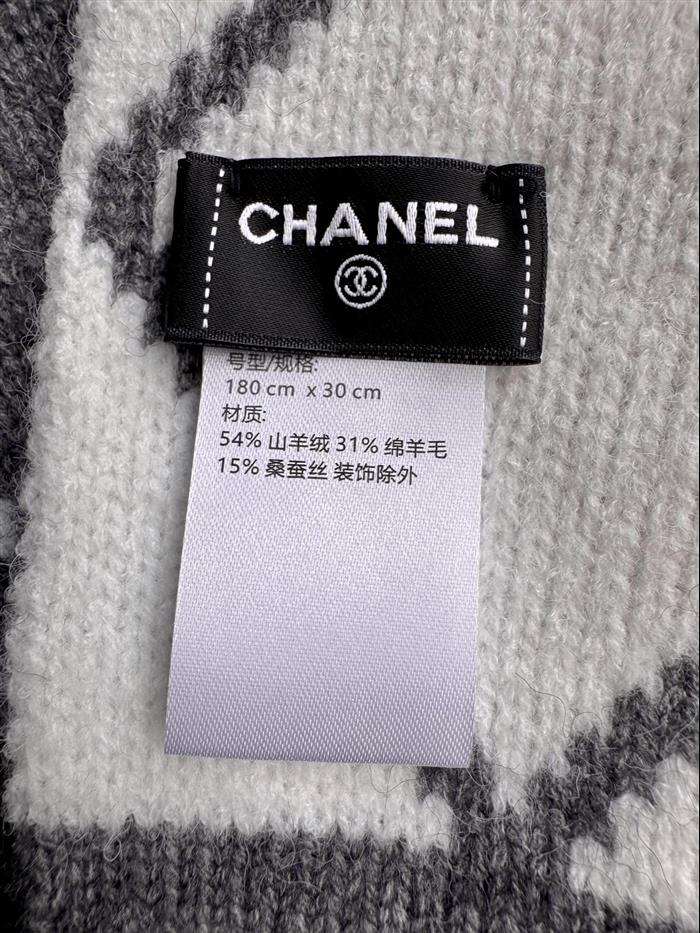 CHANEL
号型/规格:
180 cm x 30 cm
材质:
54% 山羊绒 31% 绵羊毛
15% 桑蚕丝 装饰除外